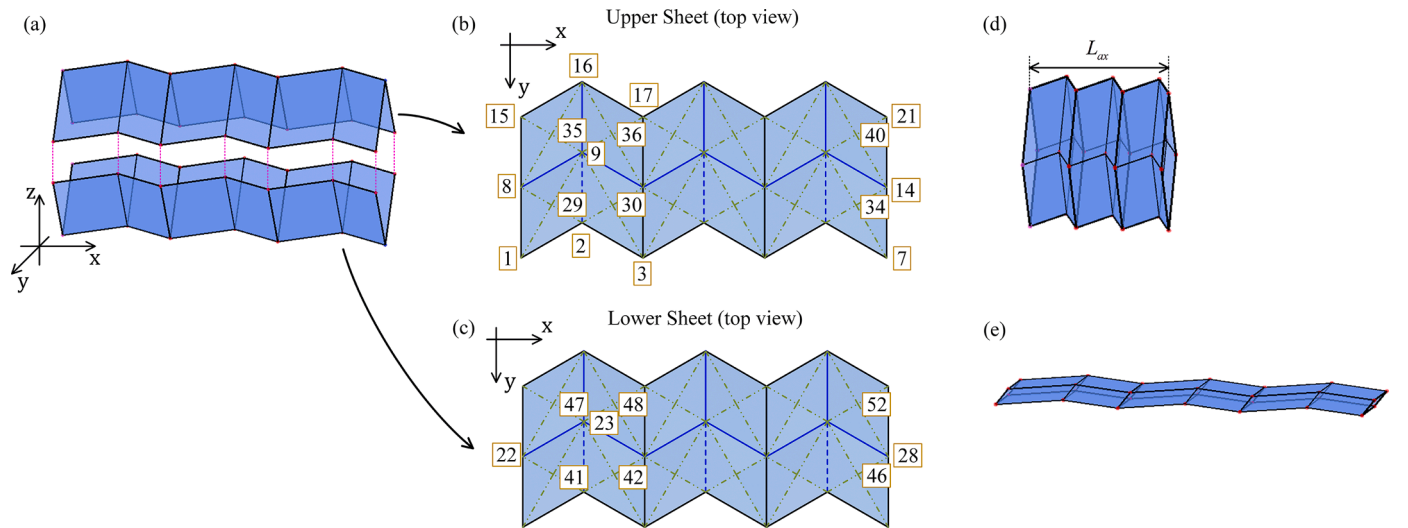 (a)
z
x
y
(b)
Upper Sheet (top view)
x
y
16
15
17
21
35
36
40
9
8
14
29
30
34
1
2
3
7
(c)
Lower Sheet (top view)
x
y
47
48
52
23
22
28
41
42
46
(d)
Lax
(e)